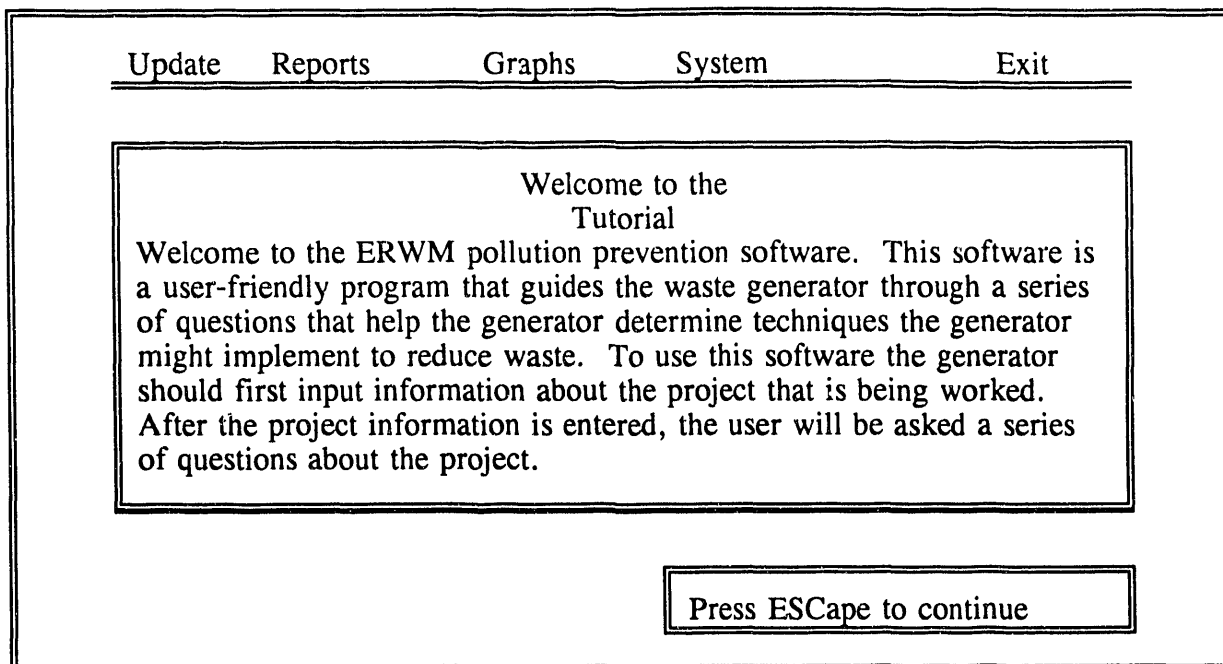 Update Reports Graphs System Exit
Welcome to the
Tutorial
Welcome to the ERWM pollution prevention software. This software is
a user-friendly program that guides the waste generator through a series
of questions that help the generator determine techniques the generator
might implement to reduce waste. To use this software the generator
should first input information about the project that is being worked.
After the project information is entered, the user will be asked a series
of questions about the project.
Press ESCape to continue